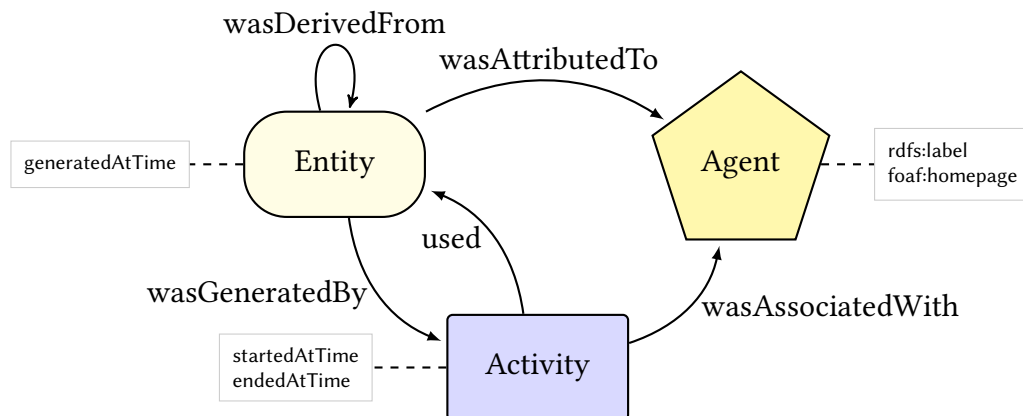 wasDerivedFrom
wasAttributedTo
generatedAtTime
Entity
Agent
rdfs:label
foaf:homepage
used
wasGeneratedBy
wasAssociatedWith
startedAtTime
endedAtTime
Activity